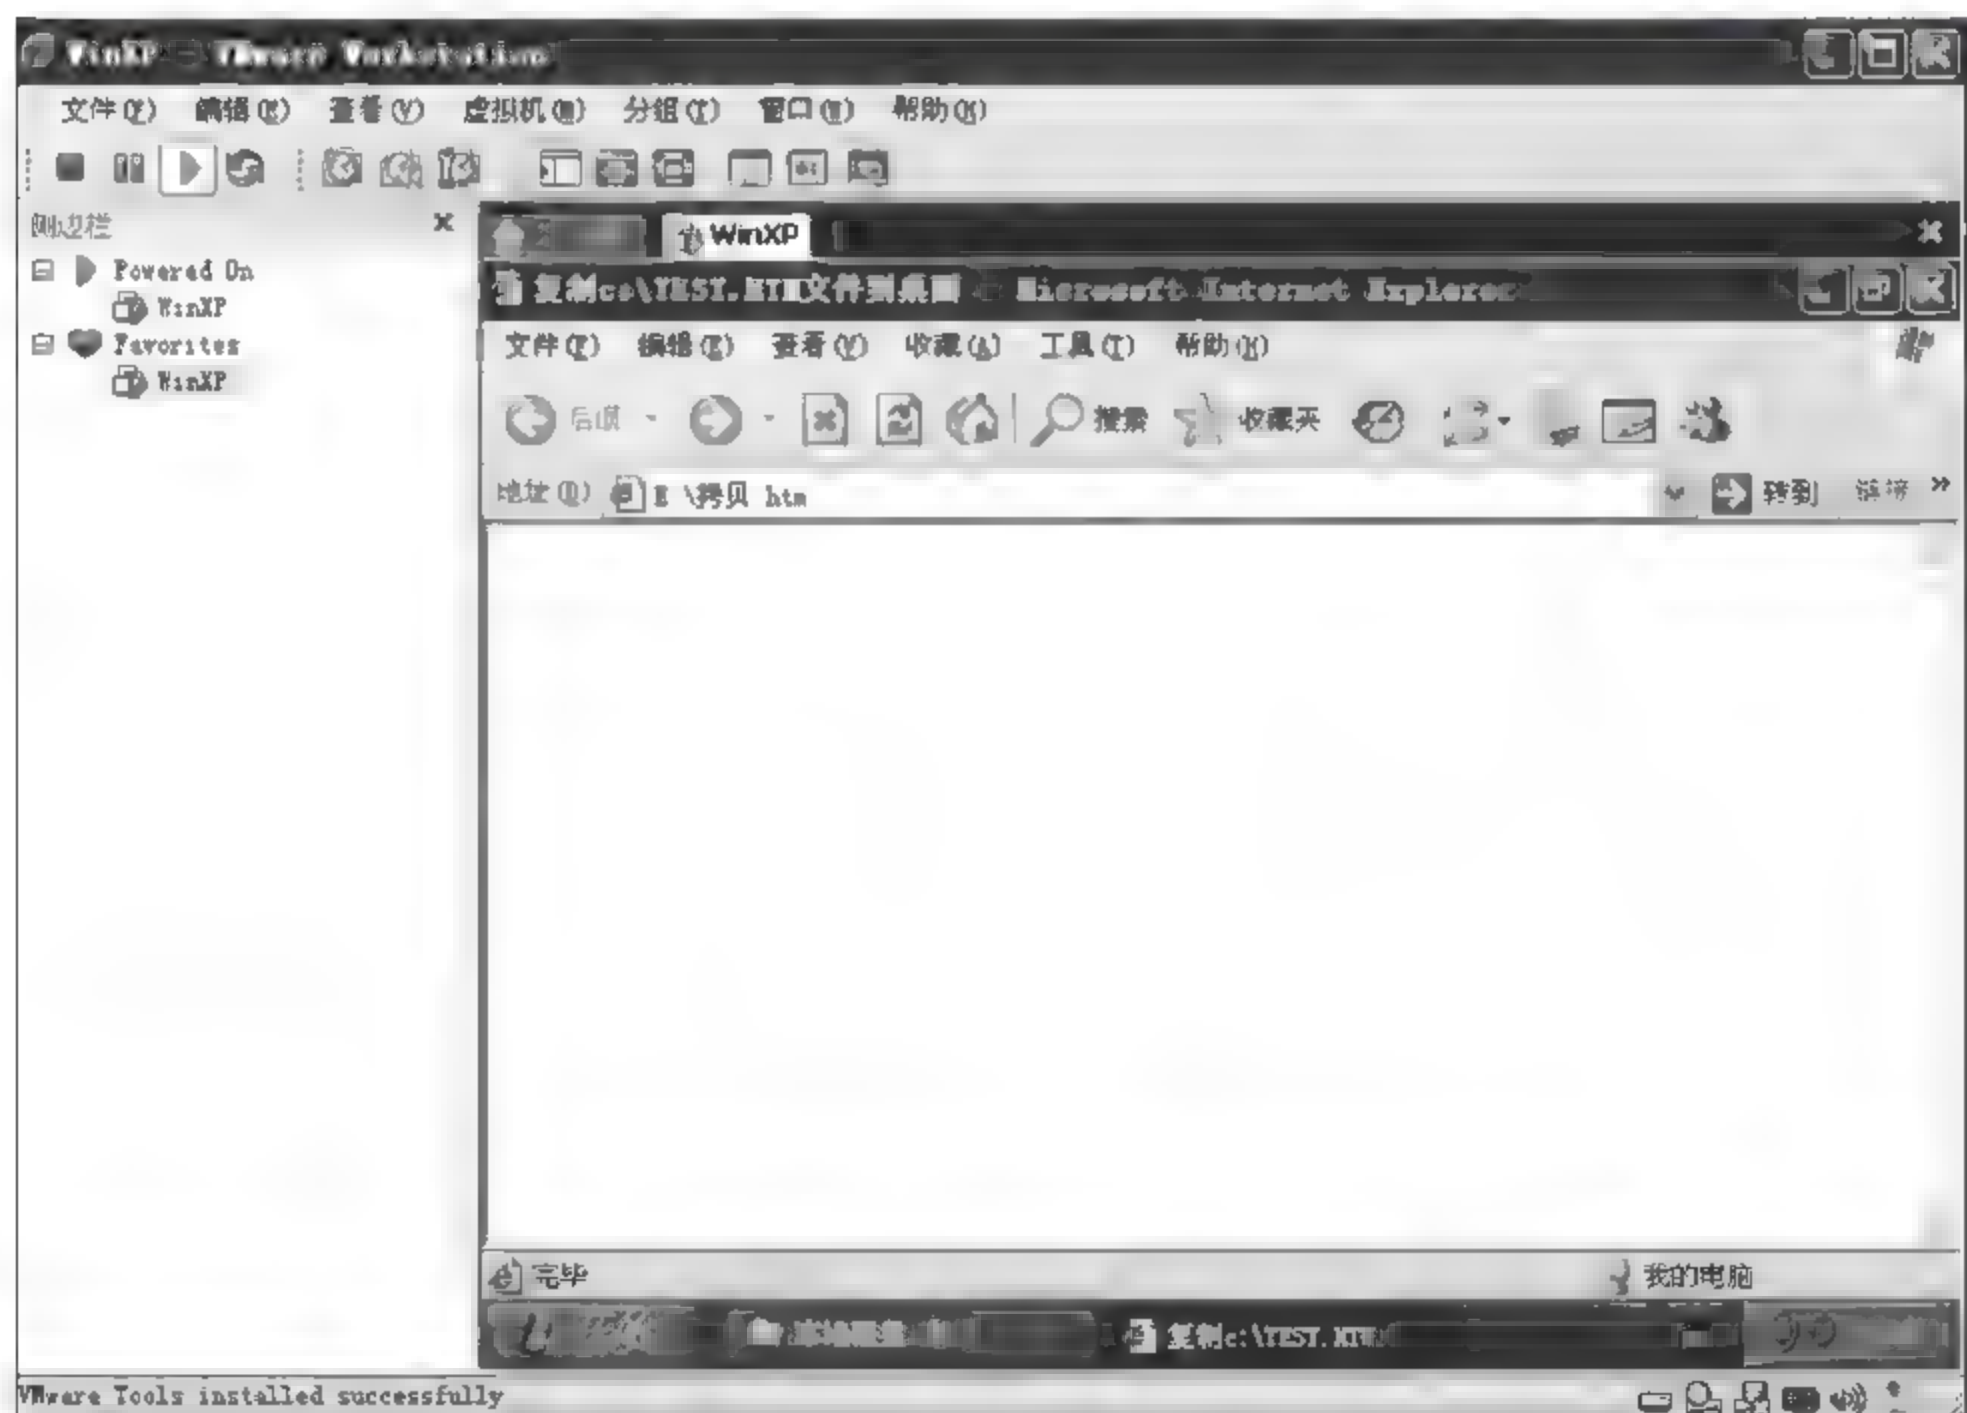 WinXP - VMware Workstation
文件(F) 编辑(E) 查看(V) 虚拟机(M) 分组(T) 窗口(W) 帮助(H)
侧边栏
WinXP
Powered On
WinXP
Favorites
WinXP
复制c:\TEST.HTM文件到桌面 - Microsoft Internet Explorer
文件(F) 编辑(E) 查看(V) 收藏(A) 工具(T) 帮助(H)
后退 搜索 收藏夹
地址(D) E \拷贝 htm 转到 链接 »
完毕 我的电脑
复制c:\TEST.HTM
VMware Tools installed successfully